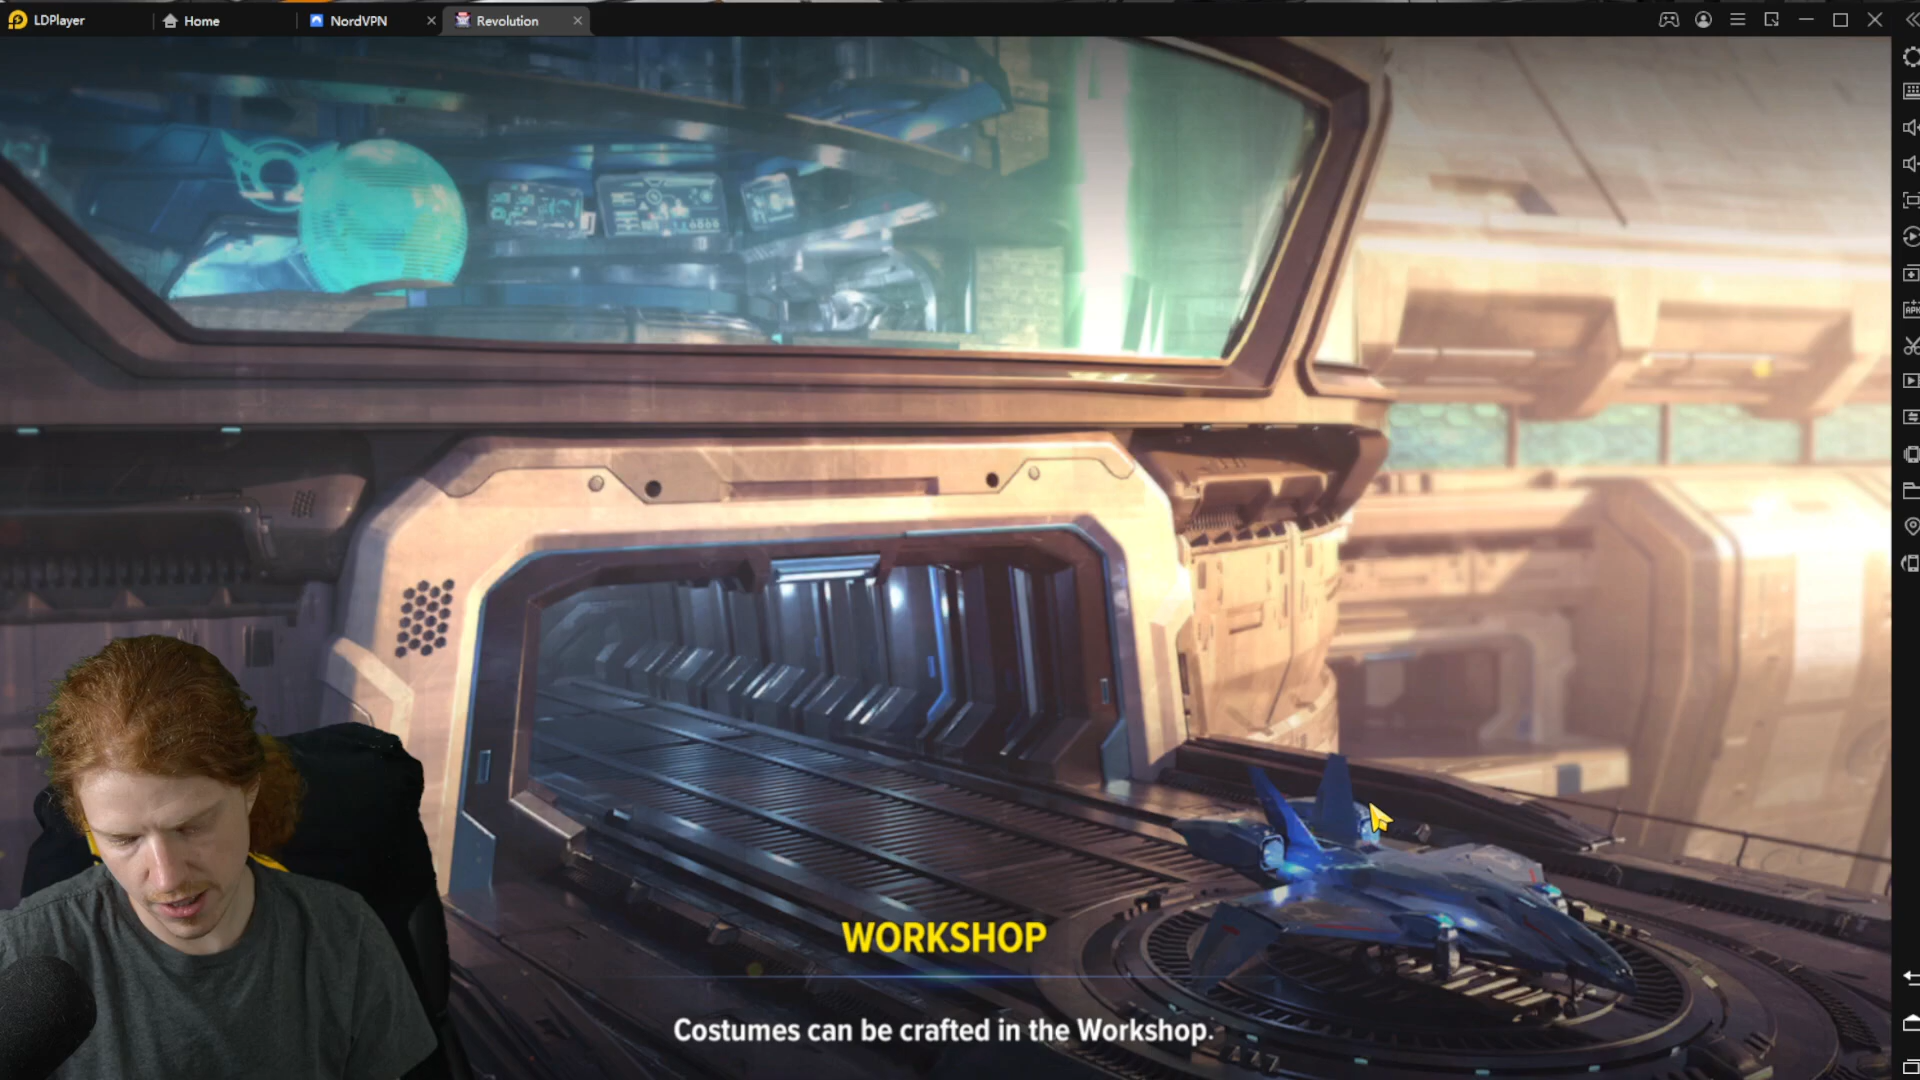 LDPlayer
Home
NordVPN
Revolution
WORKSHOP
Costumes can be crafted in the Workshop.